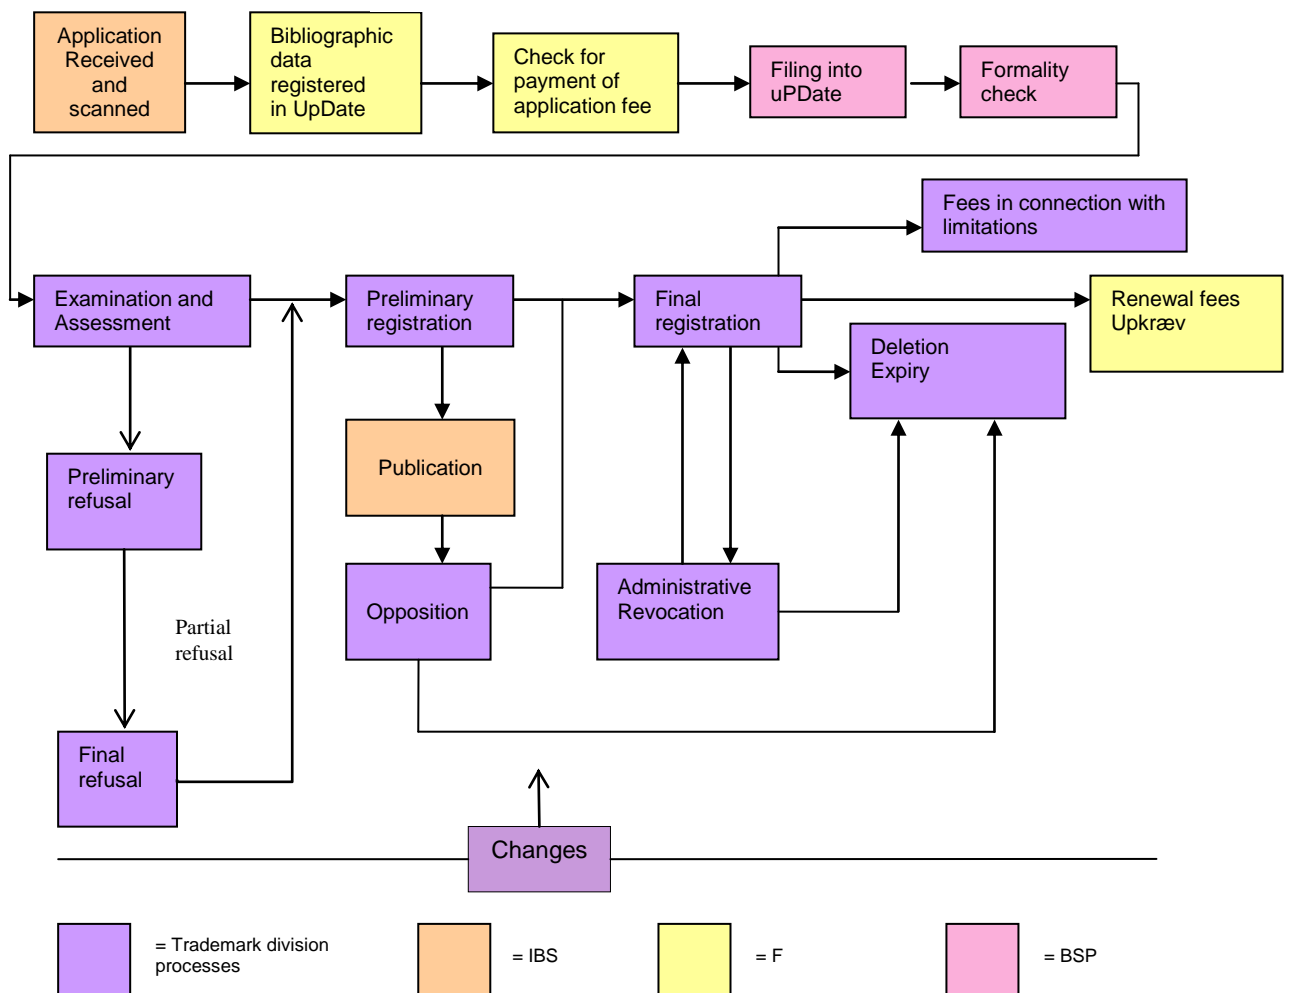 Application
Received
and
scanned
Bibliographic
data
registered
in UpDate
Check for
payment of
application fee
Filing into
uPDate
Formality
check
Fees in connection with
limitations
Examination and
Assessment
Preliminary
registration
Final
registration
Renewal fees
Upkræv
Deletion
Expiry
Preliminary
refusal
Publication
Opposition
Administrative
Revocation
Partial
refusal
Final
refusal
Changes
= Trademark division
processes
= IBS
= F
= BSP